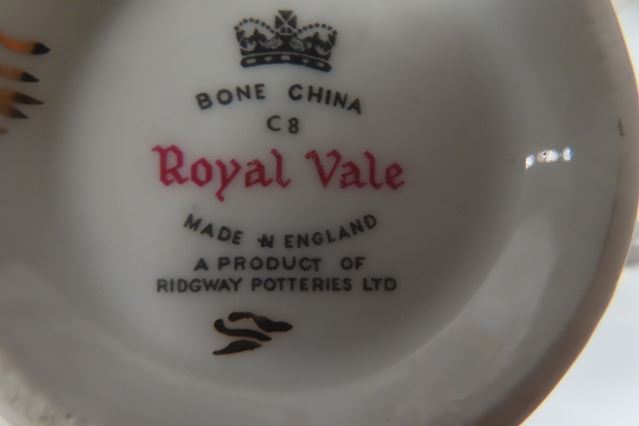 BONE CHINA
C8
Royal Vale
MADE IN ENGLAND
A PRODUCT OF
RIDGWAY POTTERIES LTD